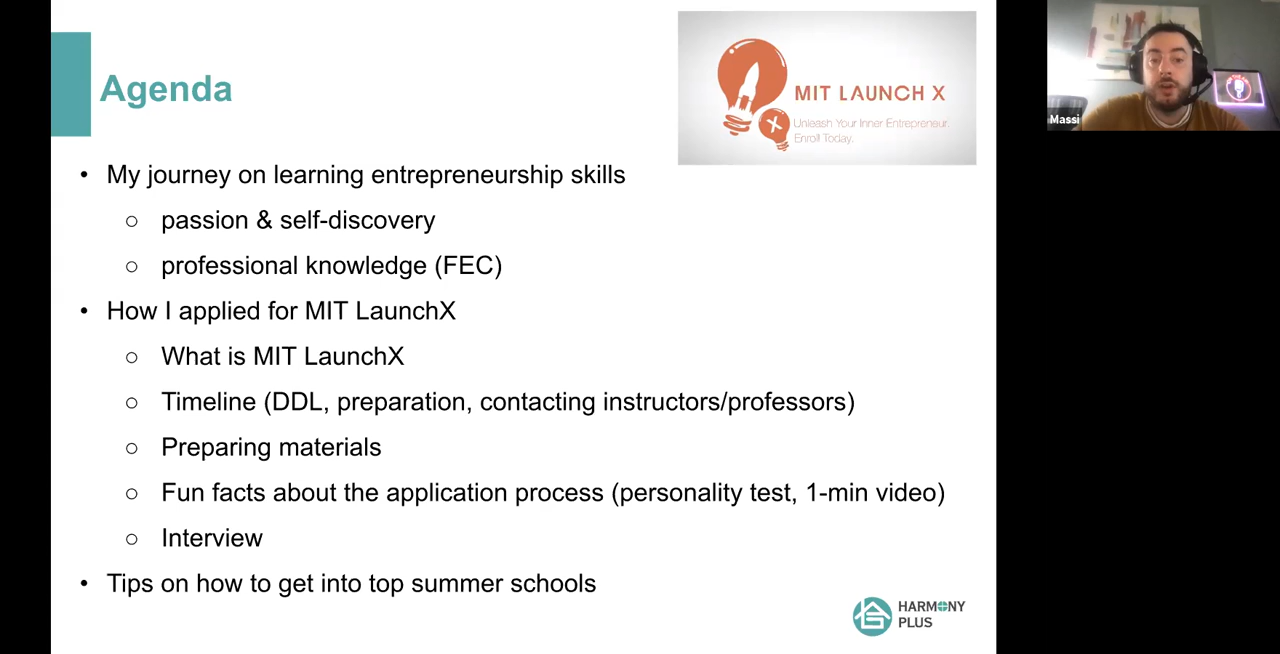 Agenda
MIT LAUNCH X
Unleash Your Inner Entrepreneur.
Enroll Today.
Massi
• My journey on learning entrepreneurship skills
○ passion & self-discovery
○ professional knowledge (FEC)
• How I applied for MIT LaunchX
○ What is MIT LaunchX
○ Timeline (DDL, preparation, contacting instructors/professors)
○ Preparing materials
○ Fun facts about the application process (personality test, 1-min video)
○ Interview
• Tips on how to get into top summer schools
HARMONY
PLUS